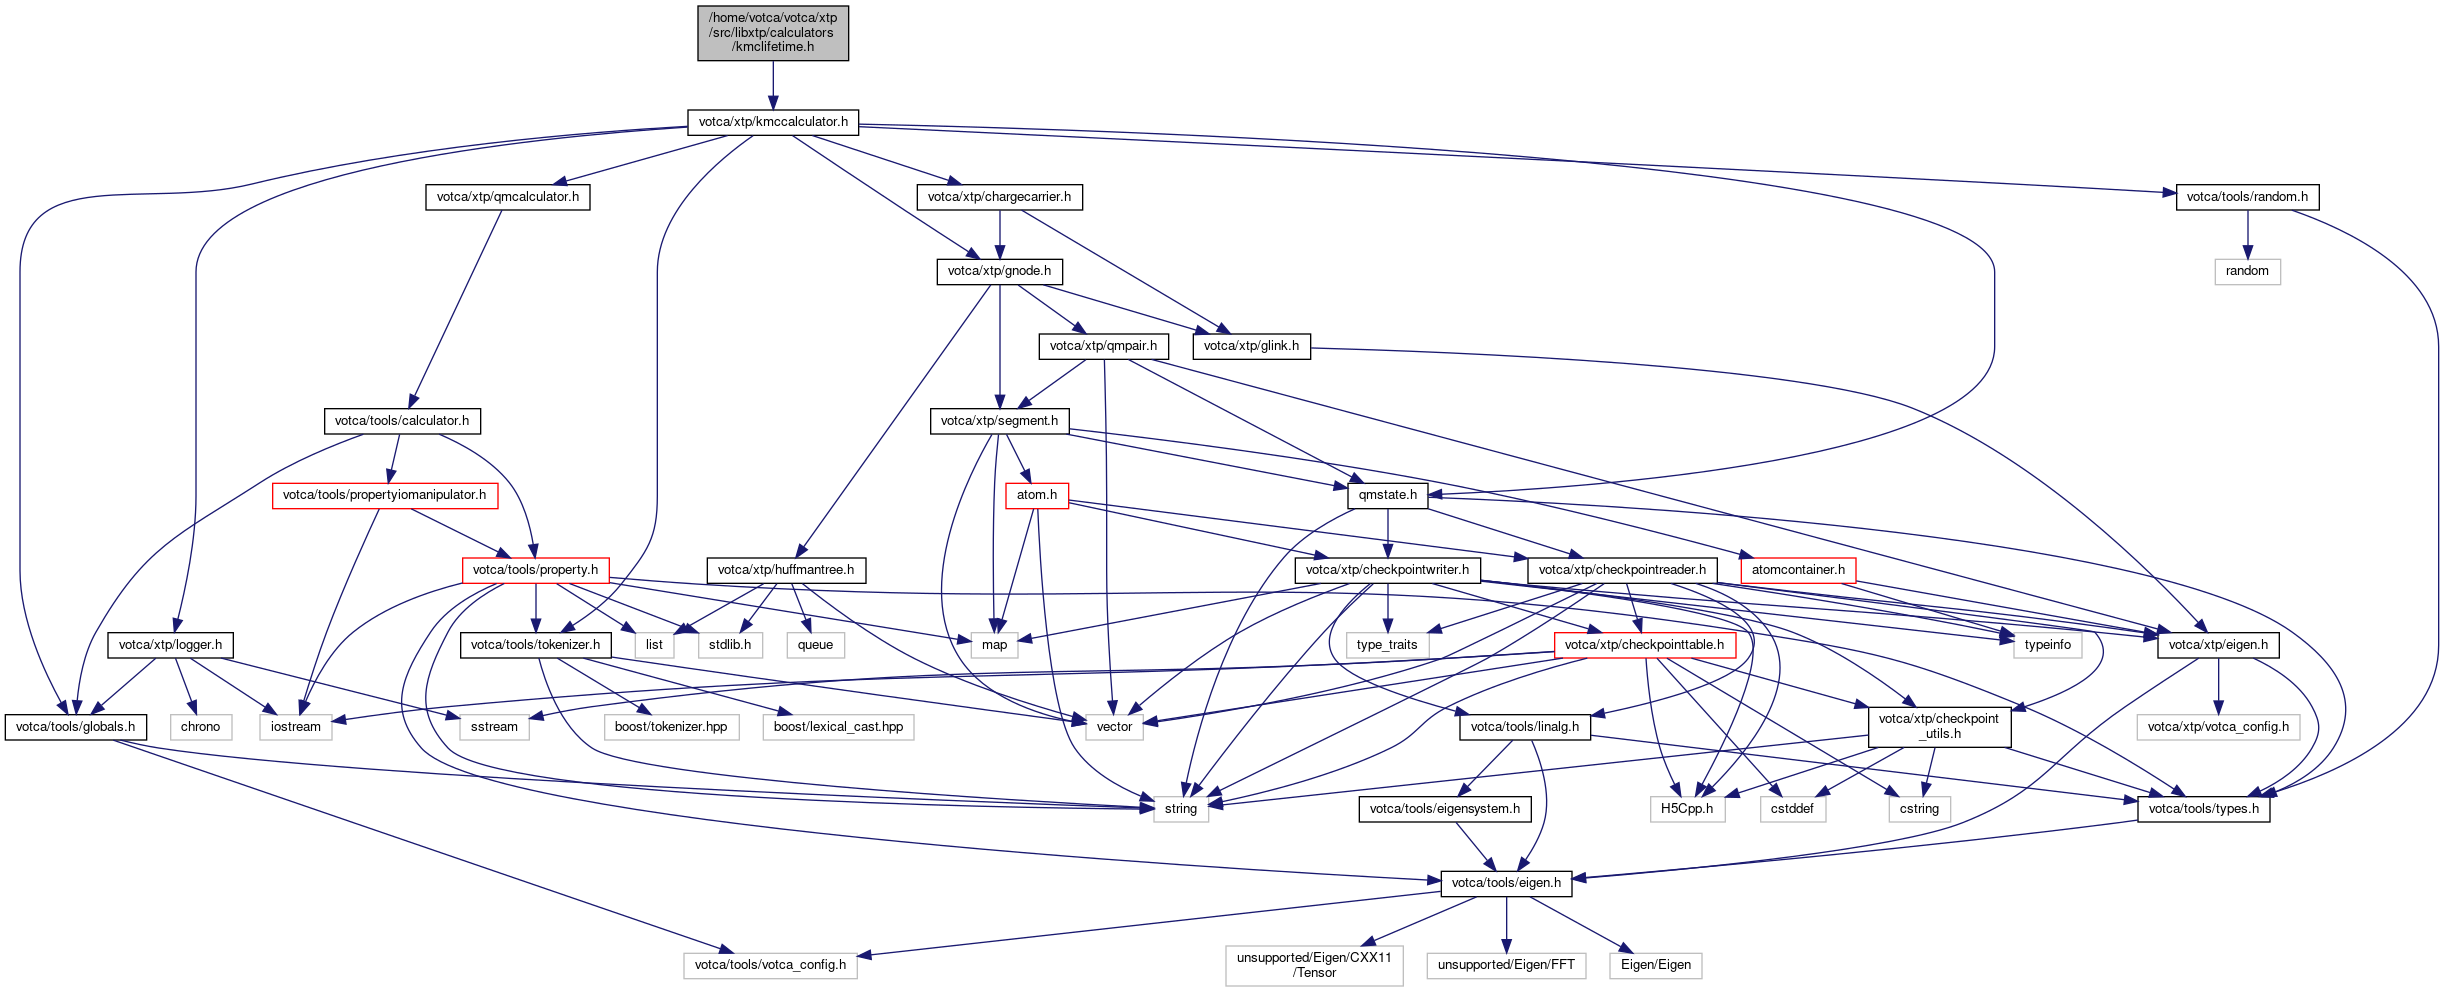 /home/votca/votca/xtp
/src/libxtp/calculators
/kmclifetime.h
votca/xtp/kmccalculator.h
votca/xtp/qmcalculator.h
votca/xtp/chargecarrier.h
votca/tools/random.h
votca/xtp/gnode.h
random
votca/xtp/qmpair.h
votca/xtp/glink.h
votca/tools/calculator.h
votca/xtp/segment.h
votca/tools/propertyiomanipulator.h
atom.h
qmstate.h
votca/tools/property.h
votca/xtp/huffmantree.h
votca/xtp/checkpointwriter.h
votca/xtp/checkpointreader.h
atomcontainer.h
votca/xtp/logger.h
votca/tools/tokenizer.h
list
stdlib.h
queue
map
type_traits
votca/xtp/checkpointtable.h
typeinfo
votca/xtp/eigen.h
votca/tools/globals.h
chrono
iostream
sstream
boost/tokenizer.hpp
boost/lexical_cast.hpp
vector
votca/tools/linalg.h
votca/xtp/checkpoint
_utils.h
votca/xtp/votca_config.h
string
votca/tools/eigensystem.h
H5Cpp.h
cstddef
cstring
votca/tools/types.h
votca/tools/eigen.h
votca/tools/votca_config.h
unsupported/Eigen/CXX11
/Tensor
unsupported/Eigen/FFT
Eigen/Eigen